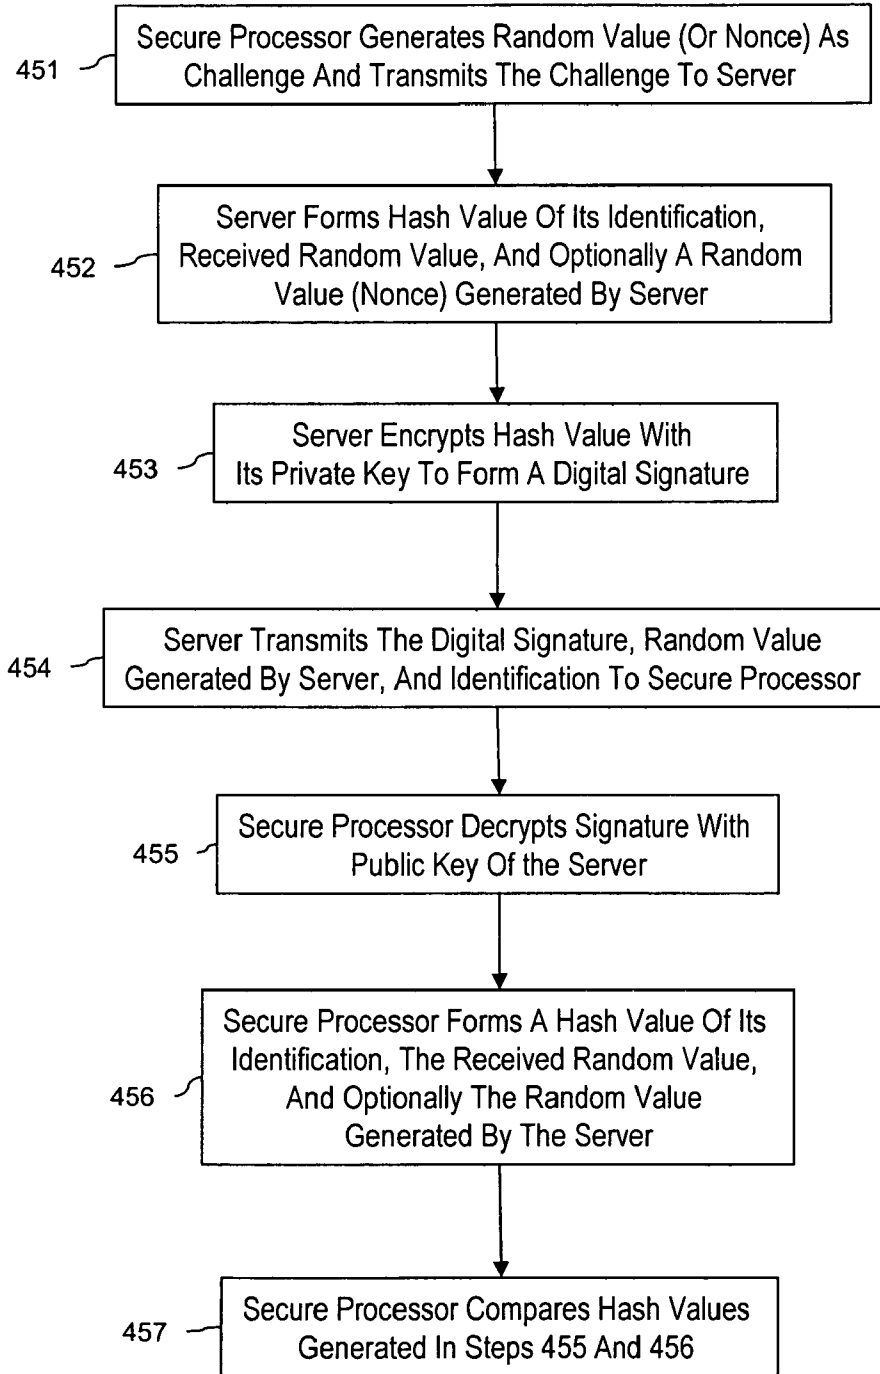 451
Secure Processor Generates Random Value (Or Nonce) As
Challenge And Transmits The Challenge To Server
452
Server Forms Hash Value Of Its Identification,
Received Random Value, And Optionally A Random
Value (Nonce) Generated By Server
453
Server Encrypts Hash Value With
Its Private Key To Form A Digital Signature
454
Server Transmits The Digital Signature, Random Value
Generated By Server, And Identification To Secure Processor
455
Secure Processor Decrypts Signature With
Public Key Of the Server
456
Secure Processor Forms A Hash Value Of Its
Identification, The Received Random Value,
And Optionally The Random Value
Generated By The Server
457
Secure Processor Compares Hash Values
Generated In Steps 455 And 456